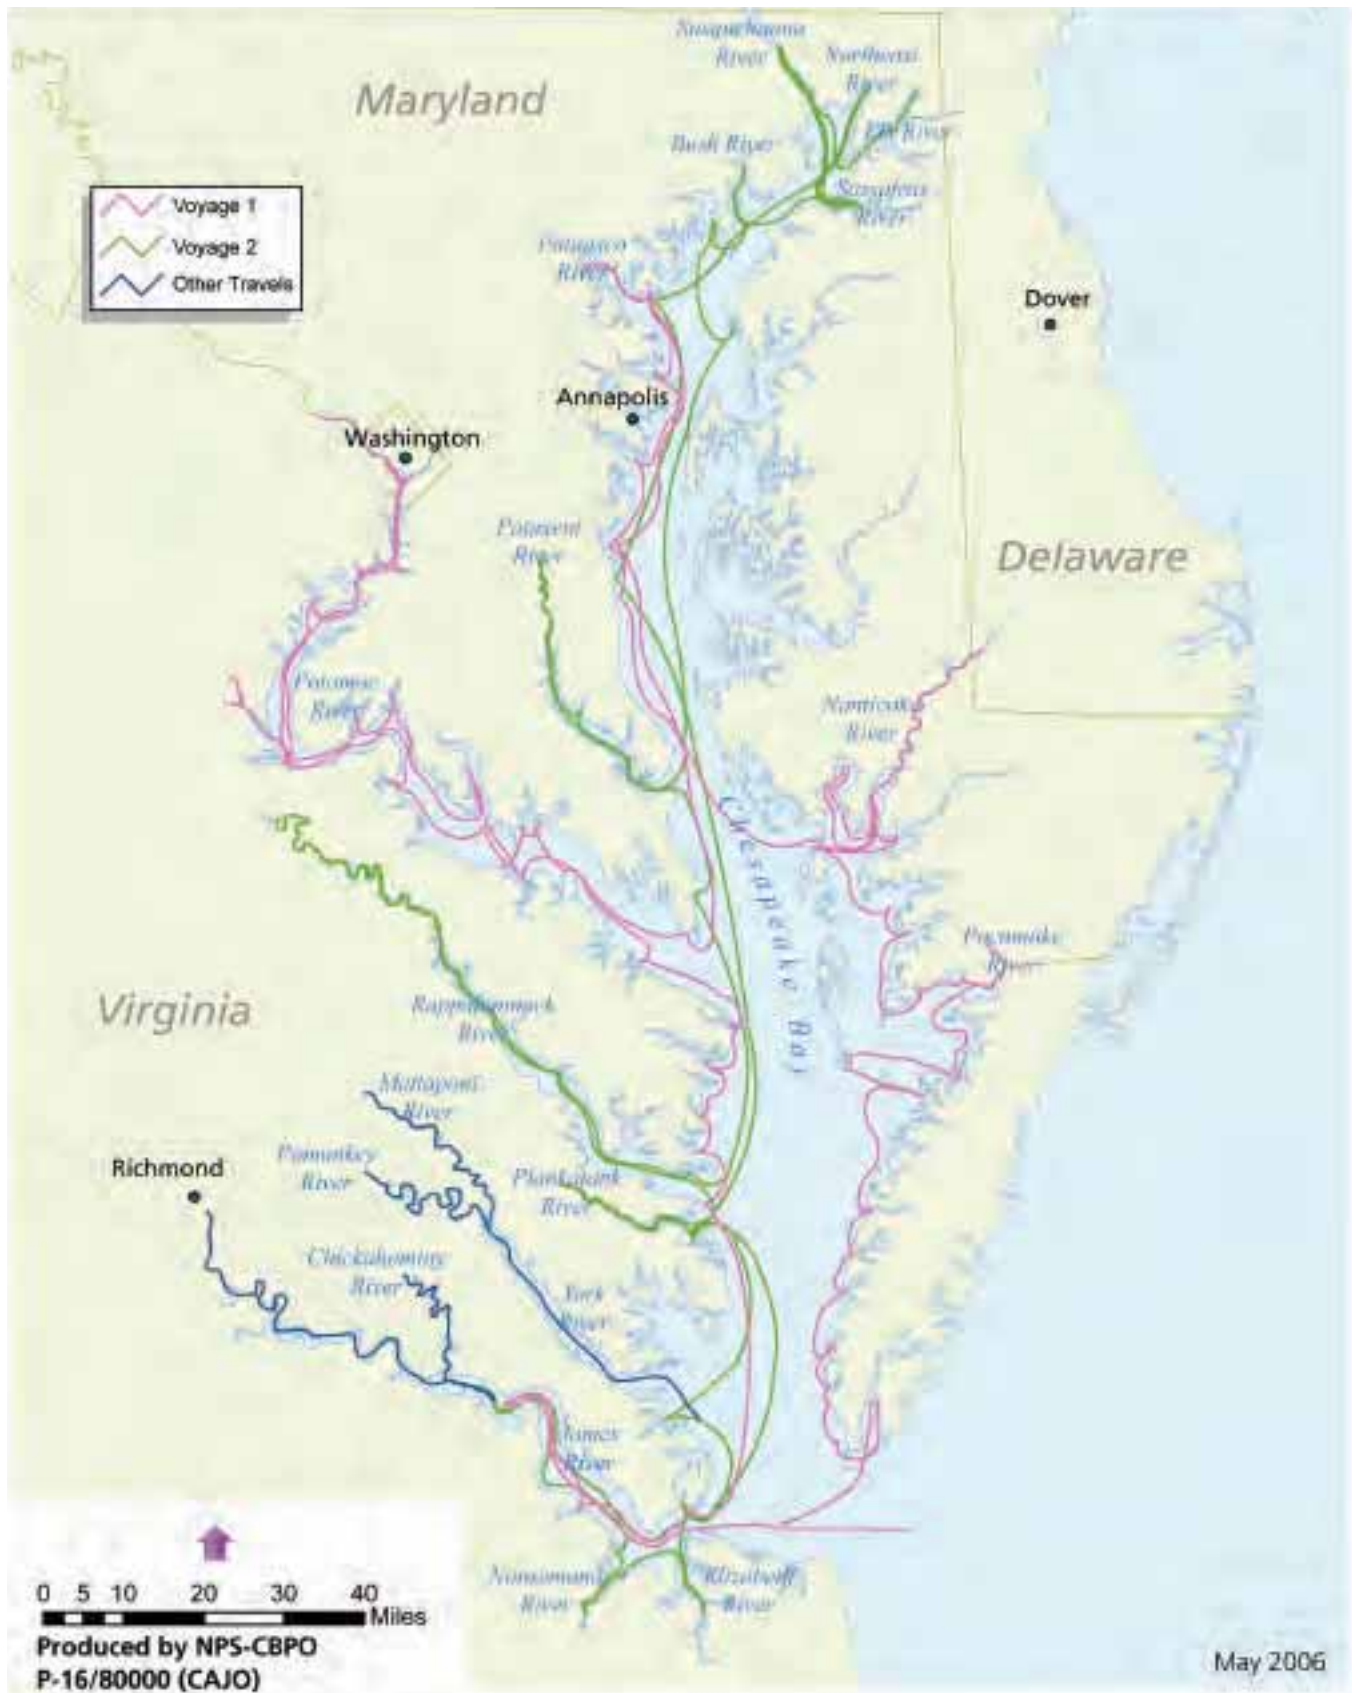 Susquehanna
River
Northeast
River
Maryland
Elk River
Bush River
Sassafras
River
Voyage 1
Voyage 2
Other Travels
Patapsco
River
Dover
Annapolis
Washington
Patuxent
River
Delaware
Potomac
River
Nanticoke
River
Chesapeake Bay
Pocomoke
River
Virginia
Rappahannock
River
Mattaponi
River
Pamunkey
River
Richmond
Piankatank
River
Chickahominy
River
York
River
James
River
Nansemond
River
Elizabeth
River
0 5 10 20 30 40
Miles
Produced by NPS-CBPO
P-16/80000 (CAJO)
May 2006